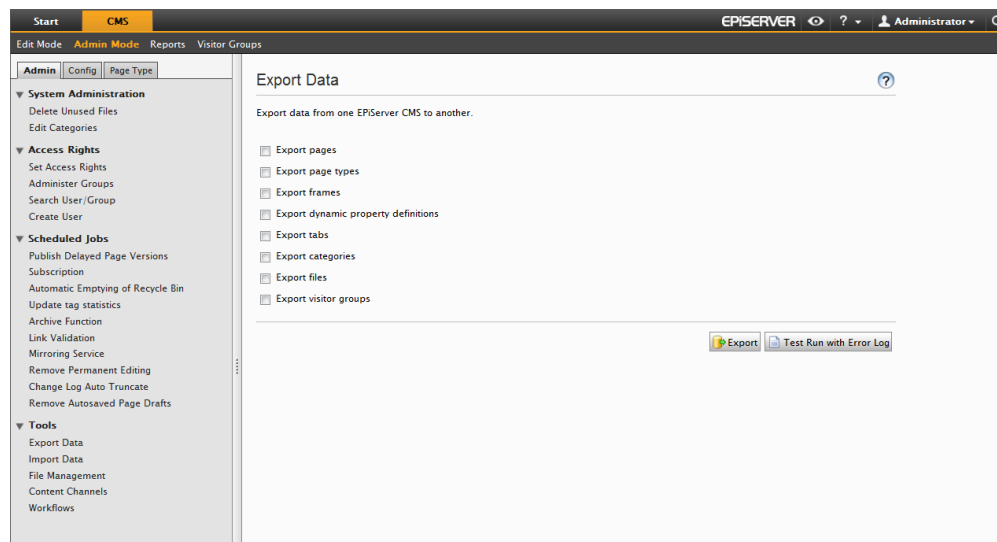 Start CMS EPiSERVER ? Administrator
Edit Mode Admin Mode Reports Visitor Groups
Admin Config Page Type
System Administration
Delete Unused Files
Edit Categories
Access Rights
Set Access Rights
Administer Groups
Search User/Group
Create User
Scheduled Jobs
Publish Delayed Page Versions
Subscription
Automatic Emptying of Recycle Bin
Update tag statistics
Archive Function
Link Validation
Mirroring Service
Remove Permanent Editing
Change Log Auto Truncate
Remove Autosaved Page Drafts
Tools
Export Data
Import Data
File Management
Content Channels
Workflows
Export Data ?
Export data from one EPiServer CMS to another.
Export pages
Export page types
Export frames
Export dynamic property definitions
Export tabs
Export categories
Export files
Export visitor groups
Export Test Run with Error Log